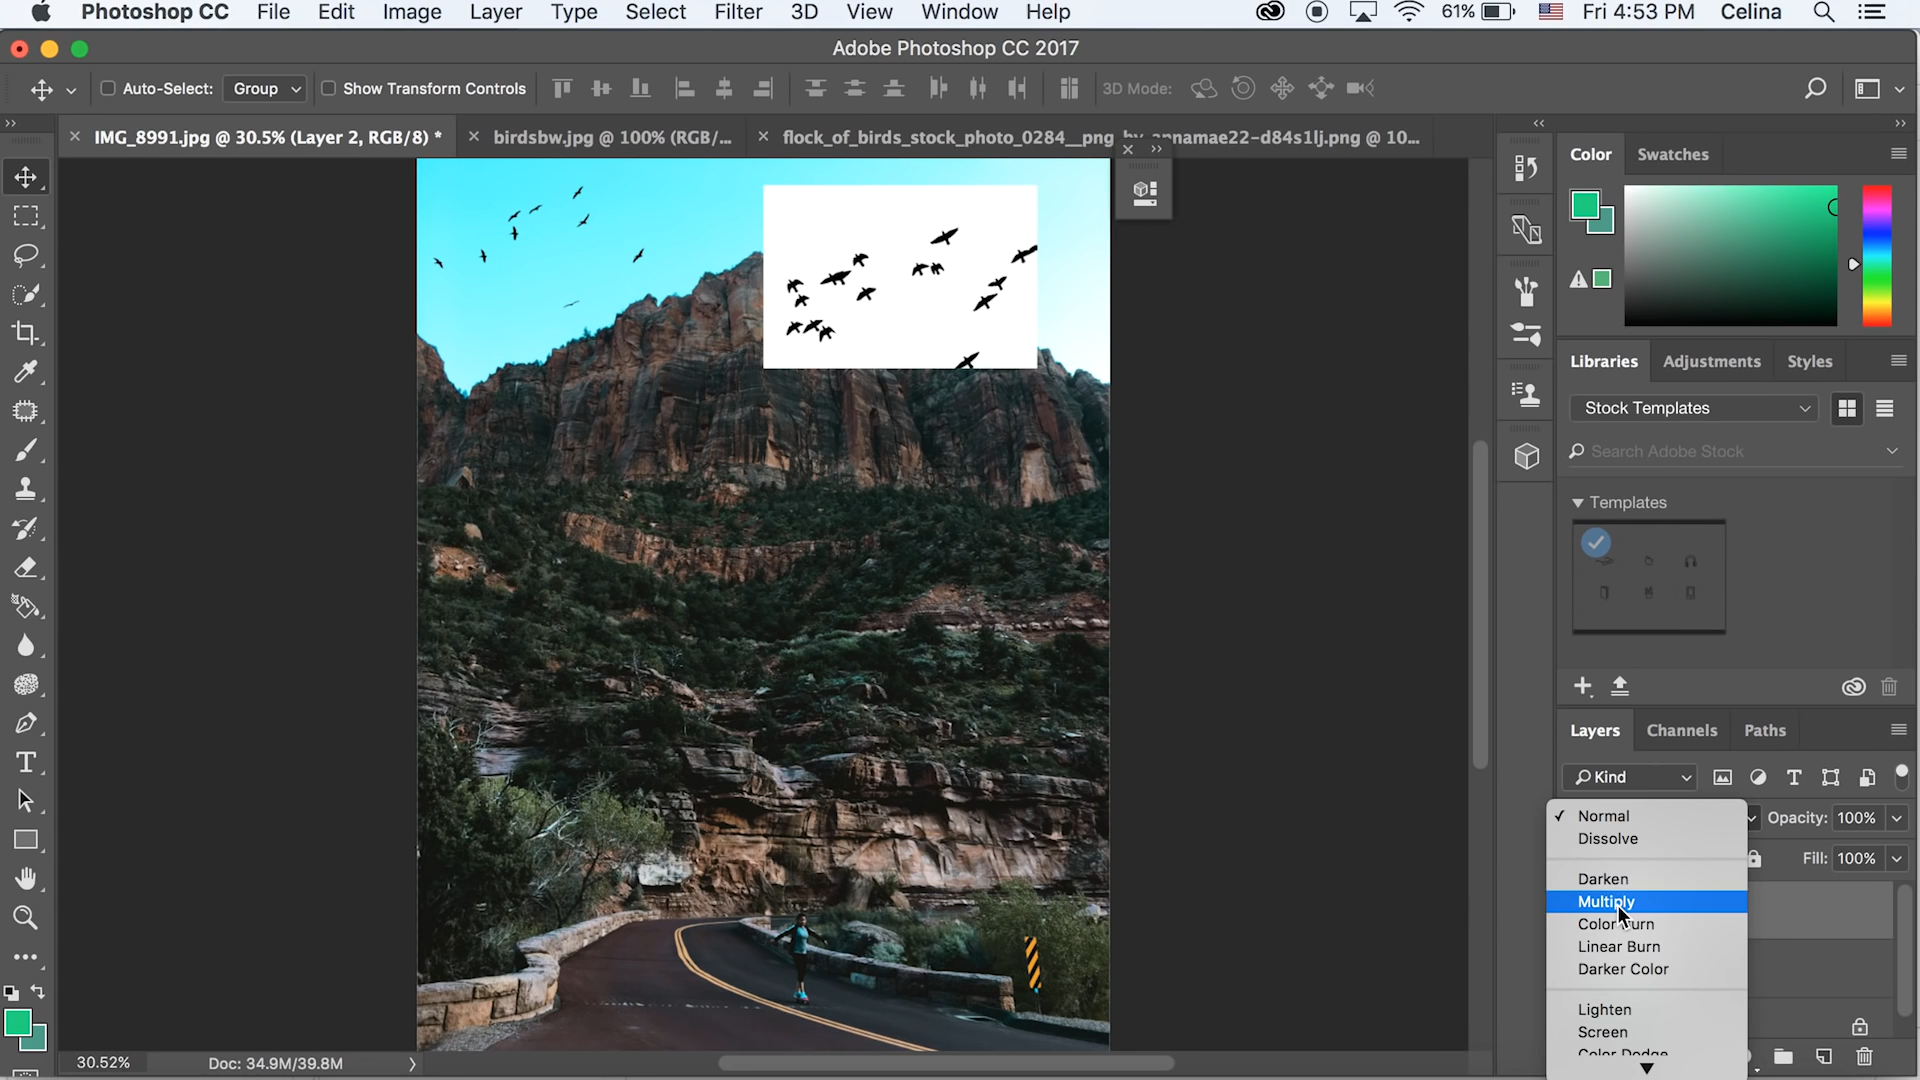 Photoshop CC File Edit Image Layer Type Select Filter 3D View Window Help 61% Fri 4:53 PM Celina
Adobe Photoshop CC 2017
Auto-Select: Group Show Transform Controls 3D Mode:
IMG_8991.jpg @ 30.5% (Layer 2, RGB/8) * birdsbw.jpg @ 100% (RGB/... flock_of_birds_stock_photo_0284__png_by_annamae22-d84s1lj.png @ 10...
Color Swatches
Libraries Adjustments Styles
Stock Templates
Search Adobe Stock
Templates
Layers Channels Paths
Kind
Normal
Opacity: 100%
Dissolve
Fill: 100%
Darken
Multiply
Color Burn
Linear Burn
Darker Color
Lighten
Screen
Color Dodge
30.52% Doc: 34.9M/39.8M